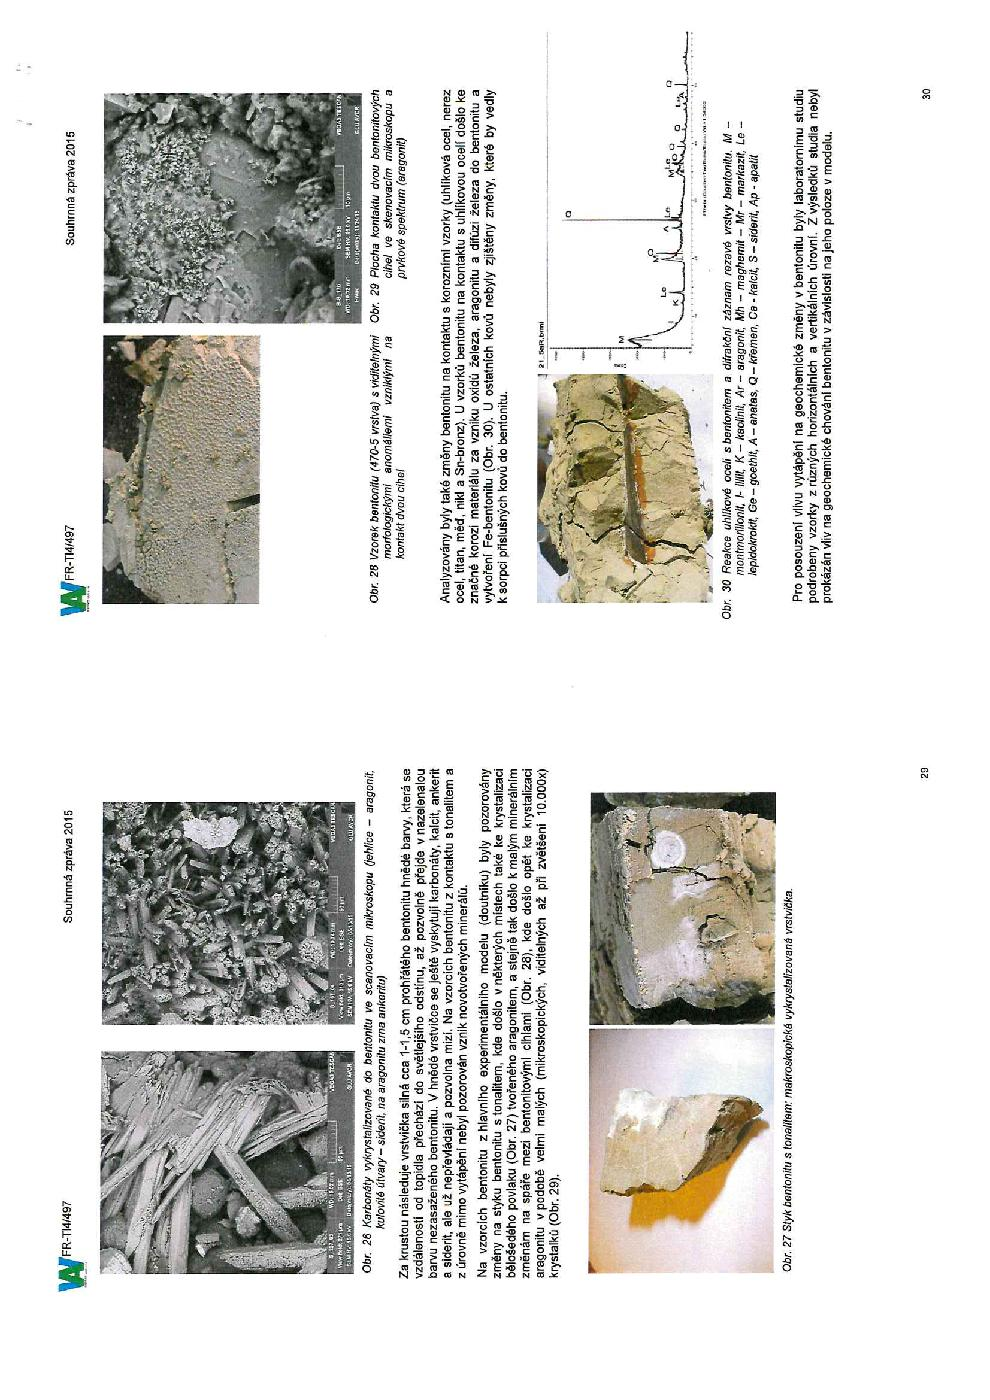 FR-TI4/497
Souhrnná zpráva 2015
Obr. 26 Karbonáty vykrystalizované do bentonitu ve scanovacím mikroskopu (jehlice – aragonit,
kulovité útvary – siderit, na aragonitu zrna ankeritu)
Za krustou následuje vrstvička silná cca 1-1,5 cm prohřátého bentonitu hnědé barvy, která se
vzdáleností od topidla přechází do světlejšího odstínu, až pozvolně přejde v nazelenalou
barvu nezasaženého bentonitu. V hnědé vrstvičce se ještě vyskytují karbonáty, kalcit, ankerit
a siderit, ale už nepřevládají a pozvolna mizí. Na vzorcích bentonitu z kontaktu s tonalitem a
z úrovně mimo vytápění nebyl pozorován vznik novotvořených minerálů.
Na vzorcích bentonitu z hlavního experimentálního modelu (doutníku) byly pozorovány
změny na styku bentonitu s tonalitem, kde došlo v některých místech také ke krystalizaci
bělošedého povlaku (Obr. 27) tvořeného aragonitem, a stejně tak došlo k malým minerálním
změnám na spáře mezi bentonitovými cihlami (Obr. 28), kde došlo opět ke krystalizaci
aragonitu v podobě velmi malých (mikroskopických, viditelných až při zvětšení 10.000x)
krystalků (Obr. 29).
Obr. 27 Styk bentonitu s tonalitem: makroskopická vykrystalizovaná vrstvička.
29
FR-TI4/497
Souhrnná zpráva 2015
Obr. 28 Vzorek bentonitu (470-5 vrstva) s viditelnými
morfologickými anomáliemi vzniklými na
kontakt dvou cihel
Obr. 29 Plocha kontaktu dvou bentonitových
cihel ve skenovacím mikroskopu a
prvkové spektrum (aragonit)
Analyzovány byly také změny bentonitu na kontaktu s korozními vzorky (uhlíková ocel, nerez
ocel, titan, měď, nikl a Sn-bronz). U vzorků bentonitu na kontaktu s uhlíkovou ocelí došlo ke
značné korozi materiálu za vzniku oxidů železa, aragonitu a difúzi železa do bentonitu a
vytvoření Fe-bentonitu (Obr. 30). U ostatních kovů nebyly zjištěny změny, které by vedly
k sorpci příslušných kovů do bentonitu.
Obr. 30 Reakce uhlíkové oceli s bentonitem a difrakční záznam rezavé vrstvy bentonitu. M –
montmorillonit, I- illit, K – kaolinit, Ar – aragonit, Mh – maghemit – Mr – markazit, Le –
lepidokrokit, Ge – goethit, A – anatas, Q – křemen, Ca - kalcit, S – siderit, Ap - apatit
Pro posouzení vlivu vytápění na geochemické změny v bentonitu byly laboratornímu studiu
podrobeny vzorky z různých horizontálních a vertikálních úrovní. Z výsledků studia nebyl
prokázán vliv na geochemické chování bentonitu v závislosti na jeho poloze v modelu.
30